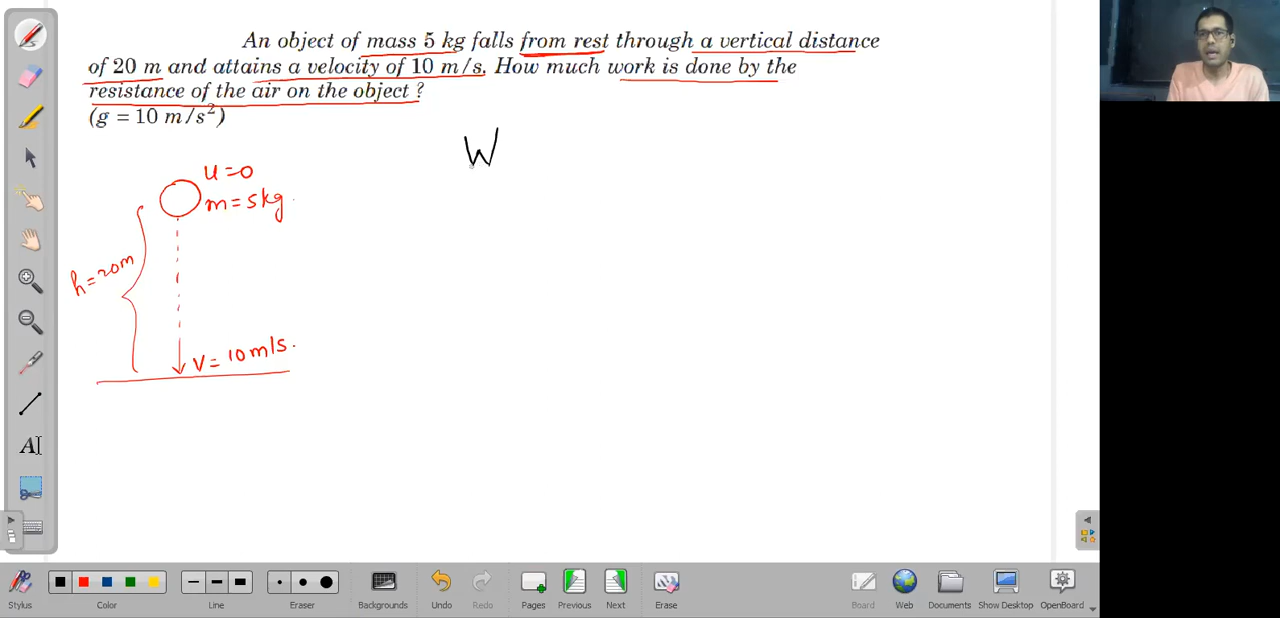 An object of mass 5 kg falls from rest through a vertical distance
of 20 m and attains a velocity of 10 m/s. How much work is done by the
resistance of the air on the object ?
(g = 10 m/s²)
W
u=0
m=5kg
h=20m
v=10m/s.
A
Stylus
Color
Line
Eraser
Backgrounds
Undo
Redo
Pages
Previous
Next
Erase
Board
Web
Documents
Show Desktop
OpenBoard